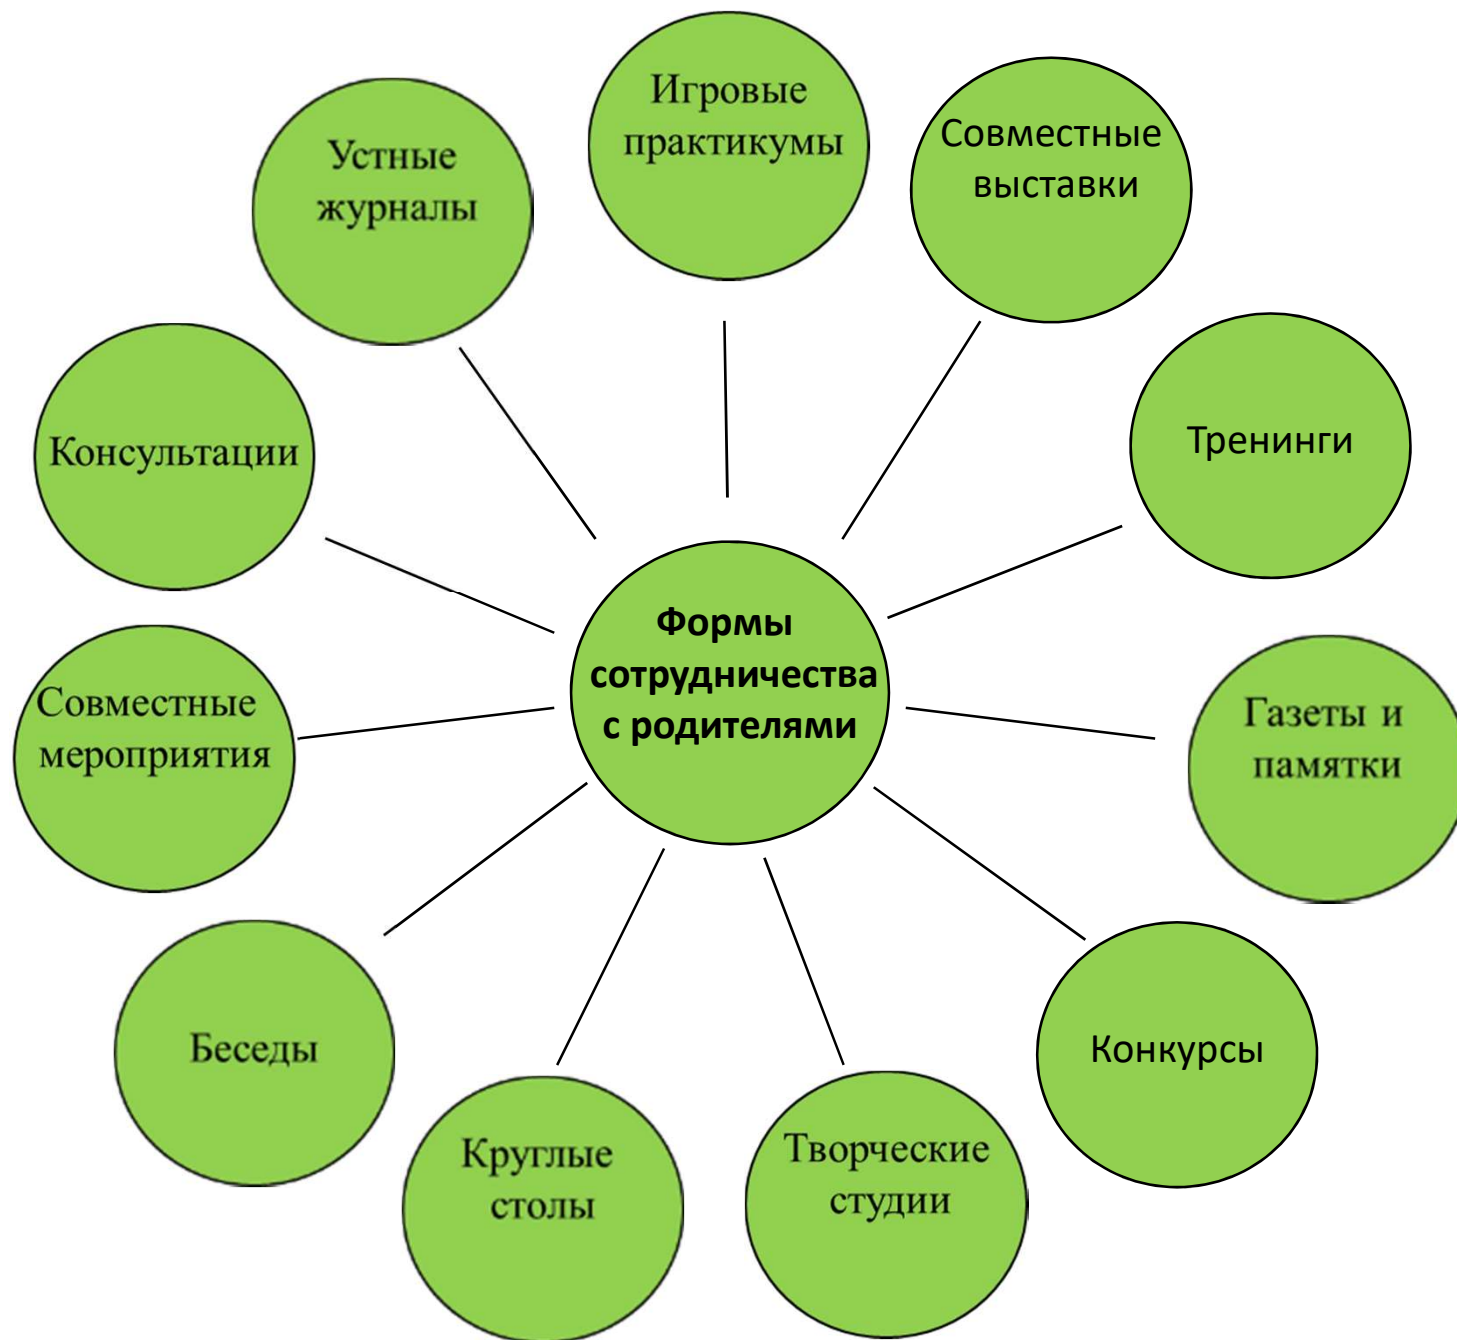 Игровые
практикумы
Совместные
выставки
Устные
журналы
Тренинги
Консультации
Формы
сотрудничества
с родителями
Совместные
мероприятия
Газеты и
памятки
Беседы
Конкурсы
Круглые
столы
Творческие
студии